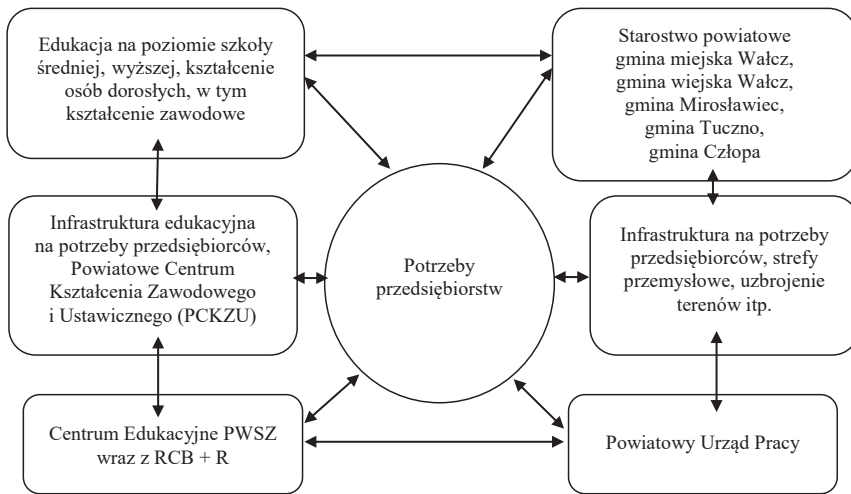 Edukacja na poziomie szkoły
średniej, wyższej, kształcenie
osób dorosłych, w tym
kształcenie zawodowe
Starostwo powiatowe
gmina miejska Wałcz,
gmina wiejska Wałcz,
gmina Mirosławiec,
gmina Tuczno,
gmina Człopa
Infrastruktura edukacyjna
na potrzeby przedsiębiorców,
Powiatowe Centrum
Kształcenia Zawodowego
i Ustawicznego (PCKZU)
Potrzeby
przedsiębiorstw
Infrastruktura na potrzeby
przedsiębiorców, strefy
przemysłowe, uzbrojenie
terenów itp.
Centrum Edukacyjne PWSZ
wraz z RCB + R
Powiatowy Urząd Pracy